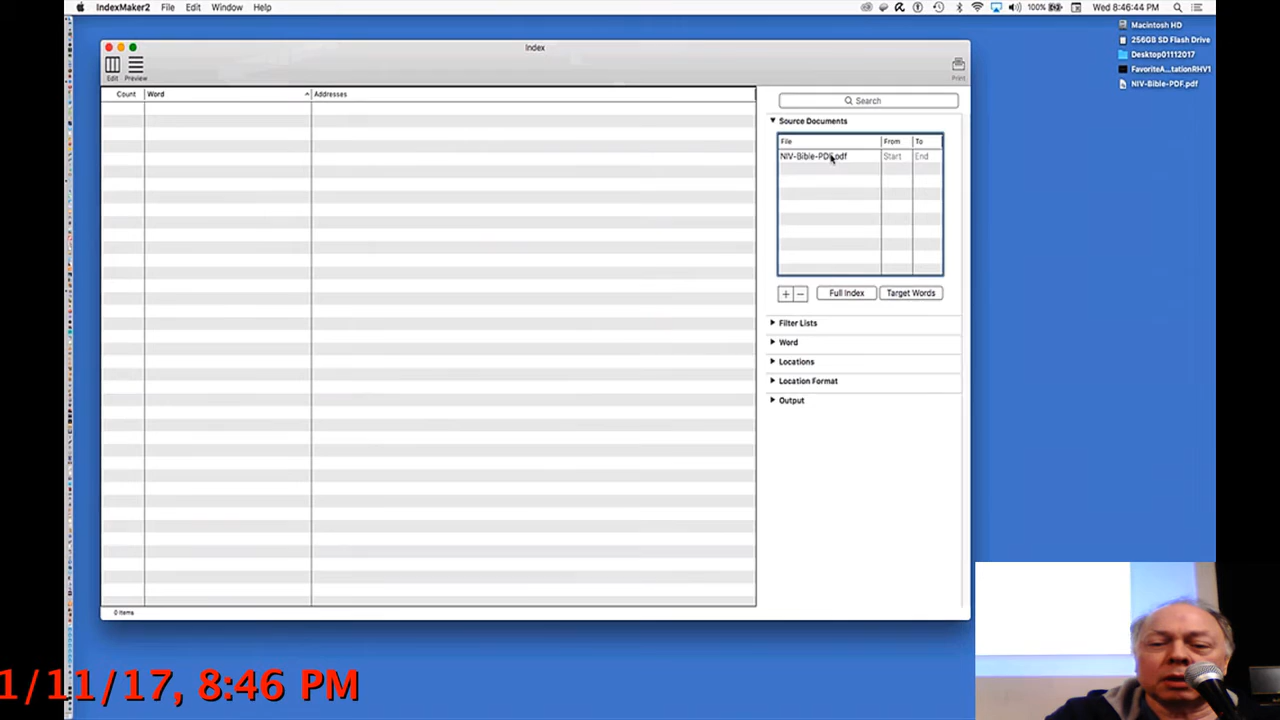 IndexMaker2 File Edit Window Help 100% Wed 8:46:44 PM
Macintosh HD
256GB SD Flash Drive
Desktop01112017
FavoriteA...tationRHV1
NIV-Bible-PDF.pdf
Index
Edit Preview Print
Count Word Addresses
Search
Source Documents
File From To
NIV-Bible-PDF.pdf Start End
+ − Full Index Target Words
Filter Lists
Word
Locations
Location Format
Output
0 items
1/11/17, 8:46 PM